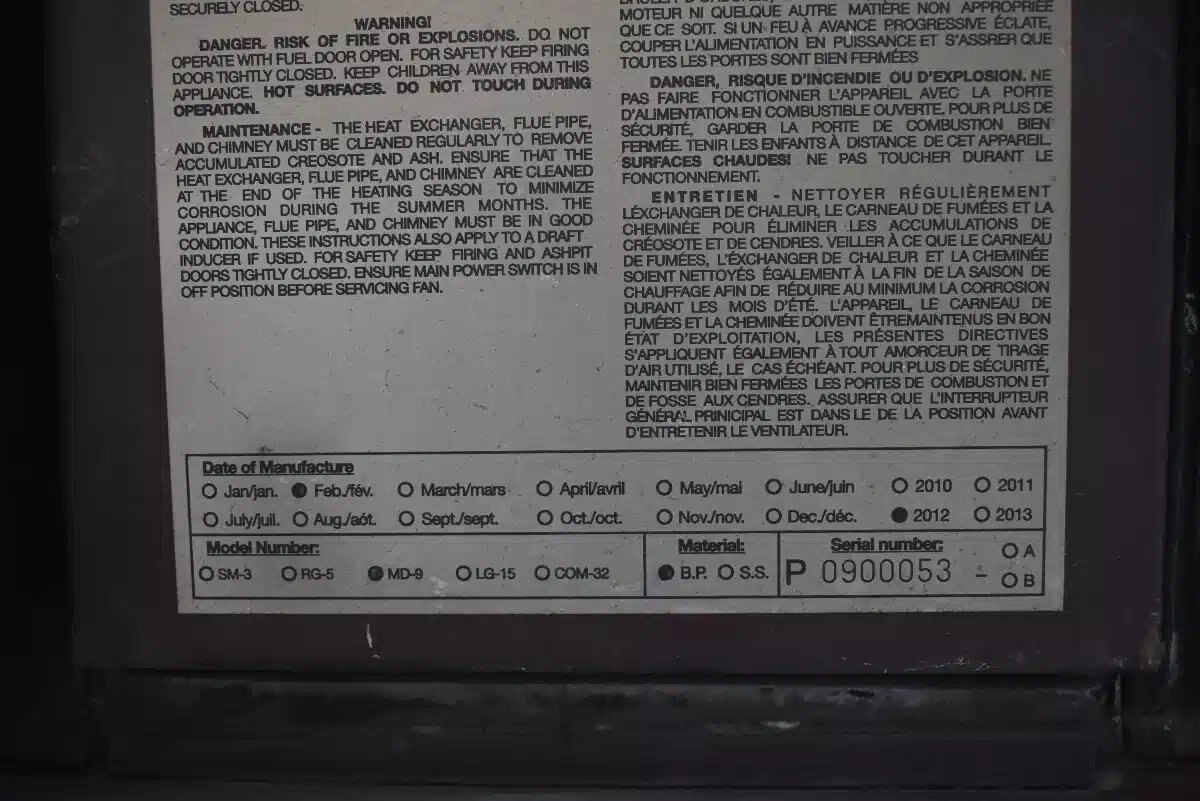 SECURELY CLOSED.
WARNING!
DANGER. RISK OF FIRE OR EXPLOSIONS. DO NOT
OPERATE WITH FUEL DOOR OPEN. FOR SAFETY KEEP FIRING
DOOR TIGHTLY CLOSED. KEEP CHILDREN AWAY FROM THIS
APPLIANCE. HOT SURFACES. DO NOT TOUCH DURING
OPERATION.
MAINTENANCE - THE HEAT EXCHANGER, FLUE PIPE,
AND CHIMNEY MUST BE CLEANED REGULARLY TO REMOVE
ACCUMULATED CREOSOTE AND ASH. ENSURE THAT THE
HEAT EXCHANGER, FLUE PIPE, AND CHIMNEY ARE CLEANED
AT THE END OF THE HEATING SEASON TO MINIMIZE
CORROSION DURING THE SUMMER MONTHS. THE
APPLIANCE, FLUE PIPE, AND CHIMNEY MUST BE IN GOOD
CONDITION. THESE INSTRUCTIONS ALSO APPLY TO A DRAFT
INDUCER IF USED. FOR SAFETY KEEP FIRING AND ASHPIT
DOORS TIGHTLY CLOSED. ENSURE MAIN POWER SWITCH IS IN
OFF POSITION BEFORE SERVICING FAN.
MOTEUR NI QUELQUE AUTRE MATIÈRE NON APPROPRIÉE
QUE CE SOIT. SI UN FEU À AVANCE PROGRESSIVE ÉCLATE,
COUPER L'ALIMENTATION EN PUISSANCE ET S'ASSRER QUE
TOUTES LES PORTES SONT BIEN FERMÉES
DANGER, RISQUE D'INCENDIE OU D'EXPLOSION. NE
PAS FAIRE FONCTIONNER L'APPAREIL AVEC LA PORTE
D'ALIMENTATION EN COMBUSTIBLE OUVERTE. POUR PLUS DE
SÉCURITÉ, GARDER LA PORTE DE COMBUSTION BIEN
FERMÉE. TENIR LES ENFANTS À DISTANCE DE CET APPAREIL.
SURFACES CHAUDES! NE PAS TOUCHER DURANT LE
FONCTIONNEMENT.
ENTRETIEN - NETTOYER RÉGULIÈREMENT
LÉXCHANGER DE CHALEUR, LE CARNEAU DE FUMÉES ET LA
CHEMINÉE POUR ÉLIMINER LES ACCUMULATIONS DE
CRÉOSOTE ET DE CENDRES. VEILLER À CE QUE LE CARNEAU
DE FUMÉES, L'ÉXCHANGER DE CHALEUR ET LA CHEMINÉE
SOIENT NETTOYÉS ÉGALEMENT À LA FIN DE LA SAISON DE
CHAUFFAGE AFIN DE RÉDUIRE AU MINIMUM LA CORROSION
DURANT LES MOIS D'ÉTÉ. L'APPAREIL, LE CARNEAU DE
FUMÉES ET LA CHEMINÉE DOIVENT ÊTREMAINTENUS EN BON
ÉTAT D'EXPLOITATION, LES PRÉSENTES DIRECTIVES
S'APPLIQUENT ÉGALEMENT À TOUT AMORCEUR DE TIRAGE
D'AIR UTILISÉ, LE CAS ÉCHÉANT. POUR PLUS DE SÉCURITÉ,
MAINTENIR BIEN FERMÉES LES PORTES DE COMBUSTION ET
DE FOSSE AUX CENDRES. ASSURER QUE L'INTERRUPTEUR
GÉNÉRAL PRINICIPAL EST DANS LE DE LA POSITION AVANT
D'ENTRETENIR LE VENTILATEUR.
Date of Manufacture
Jan/jan. Feb./fév. March/mars April/avril May/mai June/juin 2010 2011
July/juil. Aug./aót. Sept./sept. Oct./oct. Nov./nov. Dec./déc. 2012 2013
Model Number: Material: Serial number:
SM-3 RG-5 MD-9 LG-15 COM-32 B.P. S.S. P 0900053 - A
B